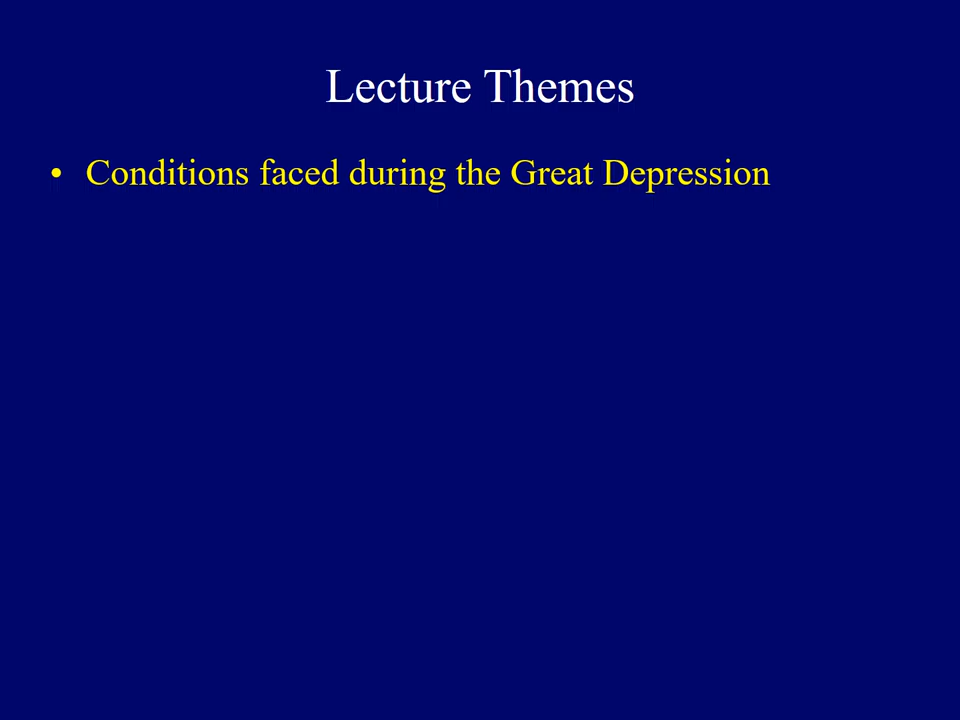 Lecture Themes
• Conditions faced during the Great Depression